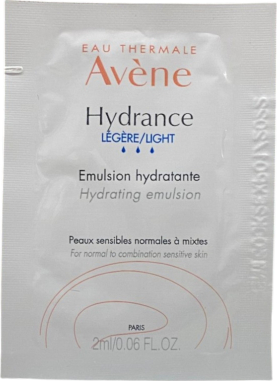 EAU THERMALE
Avène
Hydrance
LÉGÈRE/LIGHT
Emulsion hydratante
Hydrating emulsion
Peaux sensibles normales à mixtes
For normal to combination sensitive skin
PARIS
2ml/0.06 FL.OZ.